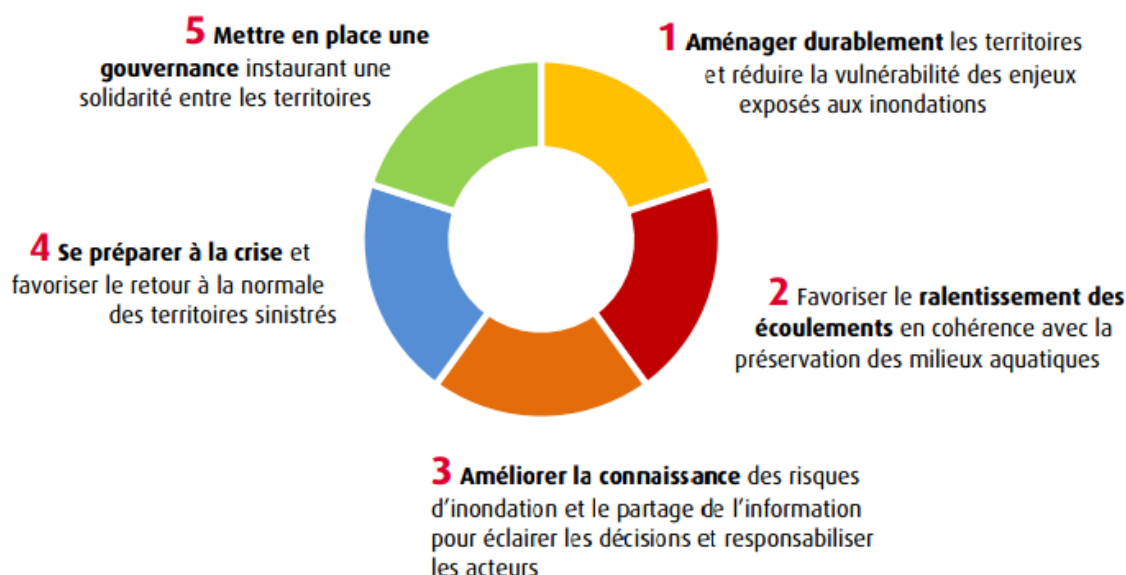 1 Aménager durablement les territoires
et réduire la vulnérabilité des enjeux
exposés aux inondations
2 Favoriser le ralentissement des
écoulements en cohérence avec la
préservation des milieux aquatiques
3 Améliorer la connaissance des risques
d'inondation et le partage de l'information
pour éclairer les décisions et responsabiliser
les acteurs
4 Se préparer à la crise et
favoriser le retour à la normale
des territoires sinistrés
5 Mettre en place une
gouvernance instaurant une
solidarité entre les territoires